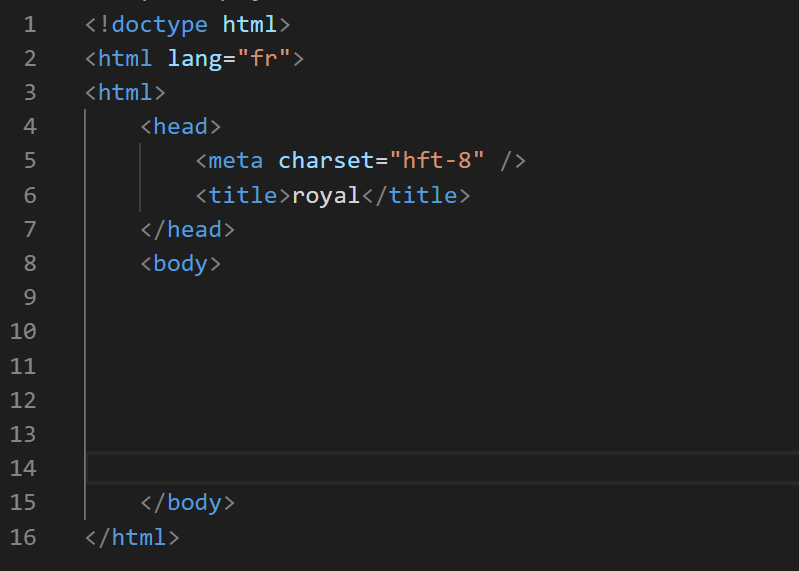 1 <!doctype html>
2 <html lang="fr">
3 <html>
4 <head>
5 <meta charset="hft-8" />
6 <title>royal</title>
7 </head>
8 <body>
9
10
11
12
13
14
15 </body>
16 </html>